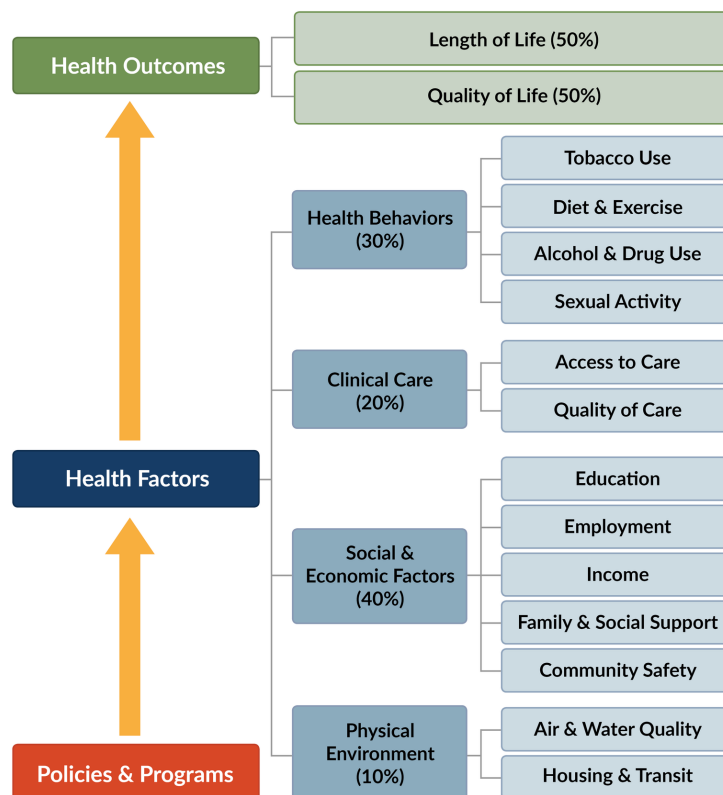 Health Outcomes
Length of Life (50%)
Quality of Life (50%)
Health Factors
Health Behaviors
(30%)
Tobacco Use
Diet & Exercise
Alcohol & Drug Use
Sexual Activity
Clinical Care
(20%)
Access to Care
Quality of Care
Social &
Economic Factors
(40%)
Education
Employment
Income
Family & Social Support
Community Safety
Physical
Environment
(10%)
Air & Water Quality
Housing & Transit
Policies & Programs